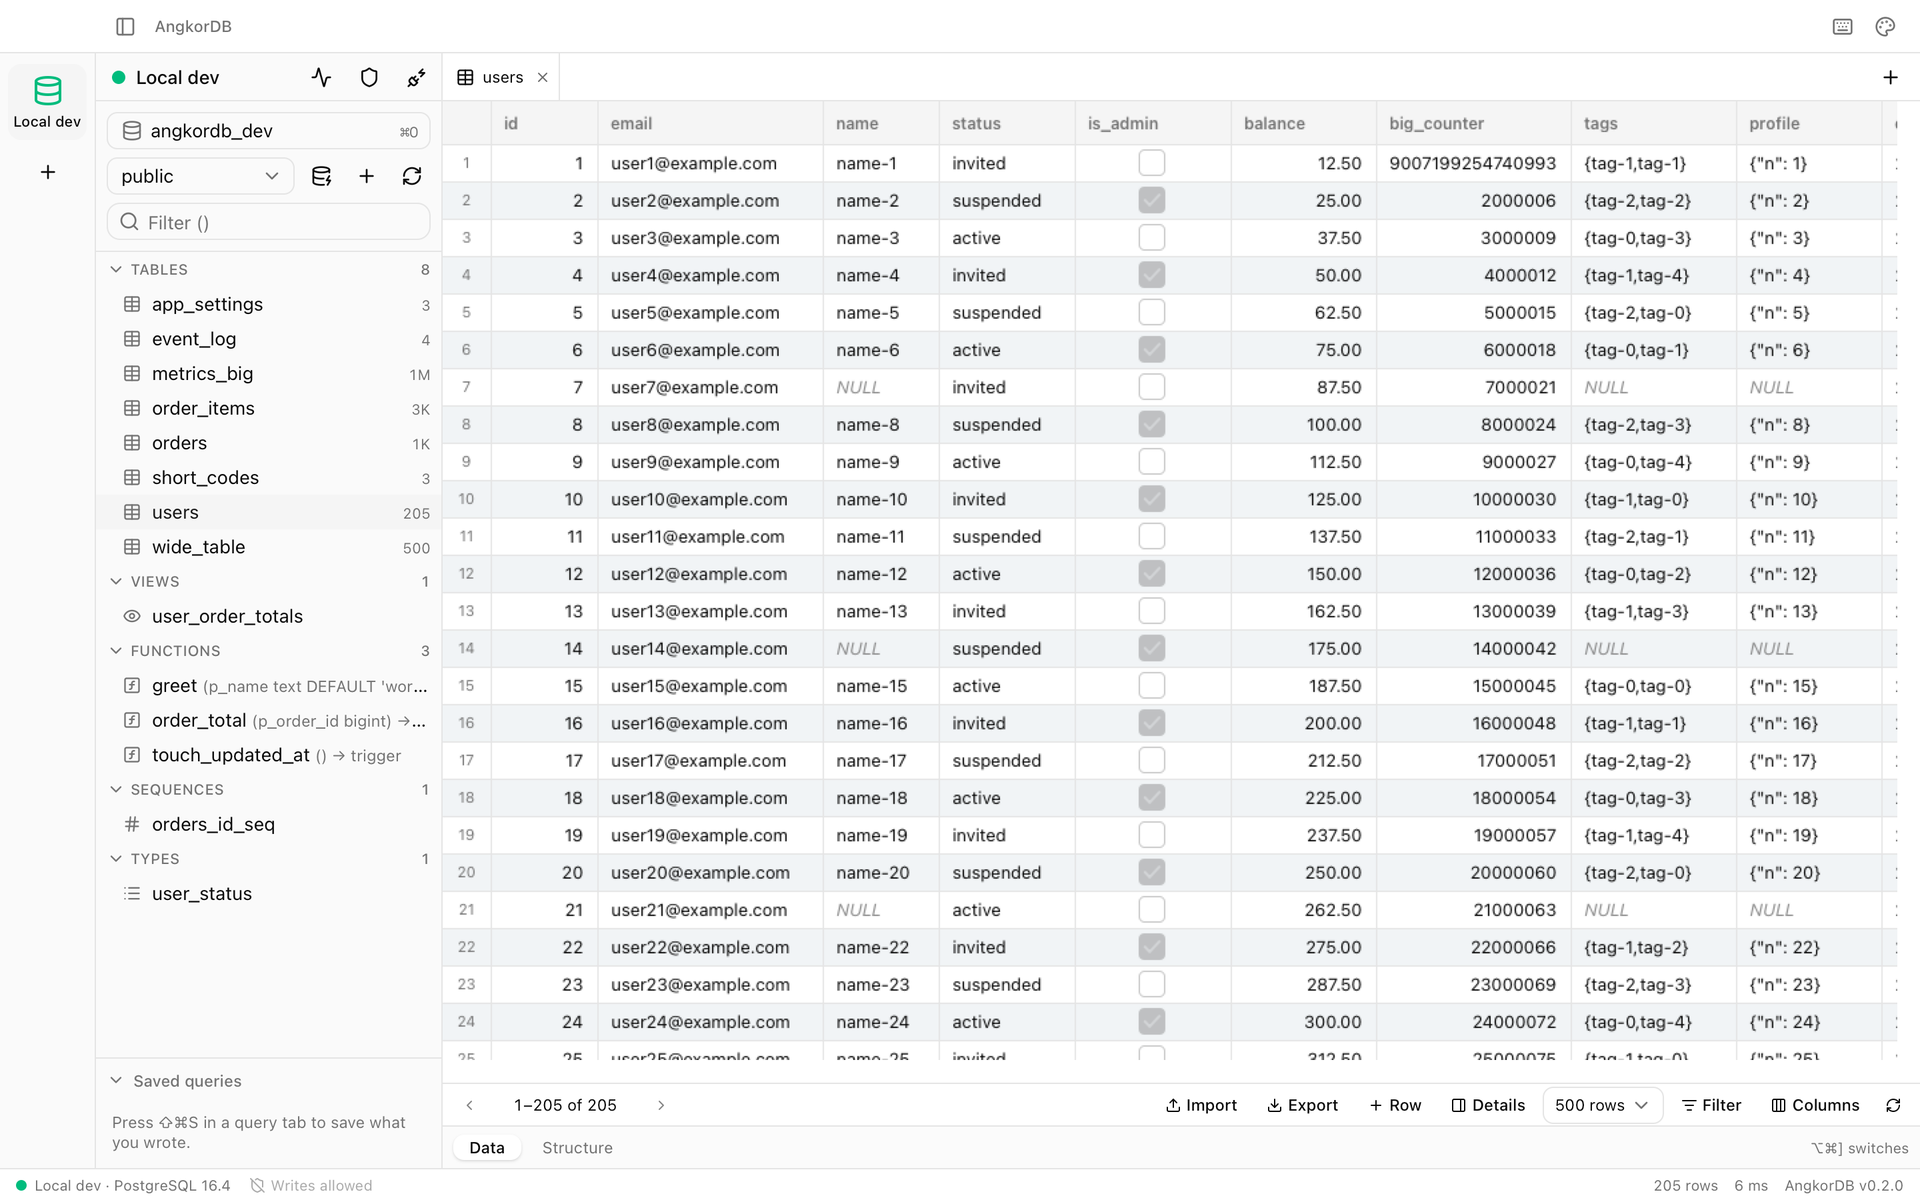 AngkorDB
Local dev
Local dev
angkordb_dev ⌘O
public
Filter ()
TABLES 8
app_settings 3
event_log 4
metrics_big 1M
order_items 3K
orders 1K
short_codes 3
users 205
wide_table 500
VIEWS 1
user_order_totals
FUNCTIONS 3
greet (p_name text DEFAULT 'wor...
order_total (p_order_id bigint) →...
touch_updated_at () → trigger
SEQUENCES 1
orders_id_seq
TYPES 1
user_status
Saved queries
Press ⇧⌘S in a query tab to save what
you wrote.
users
id email name status is_admin balance big_counter tags profile
1 1 user1@example.com name-1 invited 12.50 9007199254740993 {tag-1,tag-1} {"n": 1}
2 2 user2@example.com name-2 suspended 25.00 2000006 {tag-2,tag-2} {"n": 2}
3 3 user3@example.com name-3 active 37.50 3000009 {tag-0,tag-3} {"n": 3}
4 4 user4@example.com name-4 invited 50.00 4000012 {tag-1,tag-4} {"n": 4}
5 5 user5@example.com name-5 suspended 62.50 5000015 {tag-2,tag-0} {"n": 5}
6 6 user6@example.com name-6 active 75.00 6000018 {tag-0,tag-1} {"n": 6}
7 7 user7@example.com NULL invited 87.50 7000021 NULL NULL
8 8 user8@example.com name-8 suspended 100.00 8000024 {tag-2,tag-3} {"n": 8}
9 9 user9@example.com name-9 active 112.50 9000027 {tag-0,tag-4} {"n": 9}
10 10 user10@example.com name-10 invited 125.00 10000030 {tag-1,tag-0} {"n": 10}
11 11 user11@example.com name-11 suspended 137.50 11000033 {tag-2,tag-1} {"n": 11}
12 12 user12@example.com name-12 active 150.00 12000036 {tag-0,tag-2} {"n": 12}
13 13 user13@example.com name-13 invited 162.50 13000039 {tag-1,tag-3} {"n": 13}
14 14 user14@example.com NULL suspended 175.00 14000042 NULL NULL
15 15 user15@example.com name-15 active 187.50 15000045 {tag-0,tag-0} {"n": 15}
16 16 user16@example.com name-16 invited 200.00 16000048 {tag-1,tag-1} {"n": 16}
17 17 user17@example.com name-17 suspended 212.50 17000051 {tag-2,tag-2} {"n": 17}
18 18 user18@example.com name-18 active 225.00 18000054 {tag-0,tag-3} {"n": 18}
19 19 user19@example.com name-19 invited 237.50 19000057 {tag-1,tag-4} {"n": 19}
20 20 user20@example.com name-20 suspended 250.00 20000060 {tag-2,tag-0} {"n": 20}
21 21 user21@example.com NULL active 262.50 21000063 NULL NULL
22 22 user22@example.com name-22 invited 275.00 22000066 {tag-1,tag-2} {"n": 22}
23 23 user23@example.com name-23 suspended 287.50 23000069 {tag-2,tag-3} {"n": 23}
24 24 user24@example.com name-24 active 300.00 24000072 {tag-0,tag-4} {"n": 24}
25 25 user25@example.com name-25 invited 312.50 25000075 {tag-1,tag-0} {"n": 25}
1–205 of 205 Import Export + Row Details 500 rows Filter Columns
Data Structure ⌥⌘] switches
Local dev · PostgreSQL 16.4 Writes allowed 205 rows 6 ms AngkorDB v0.2.0